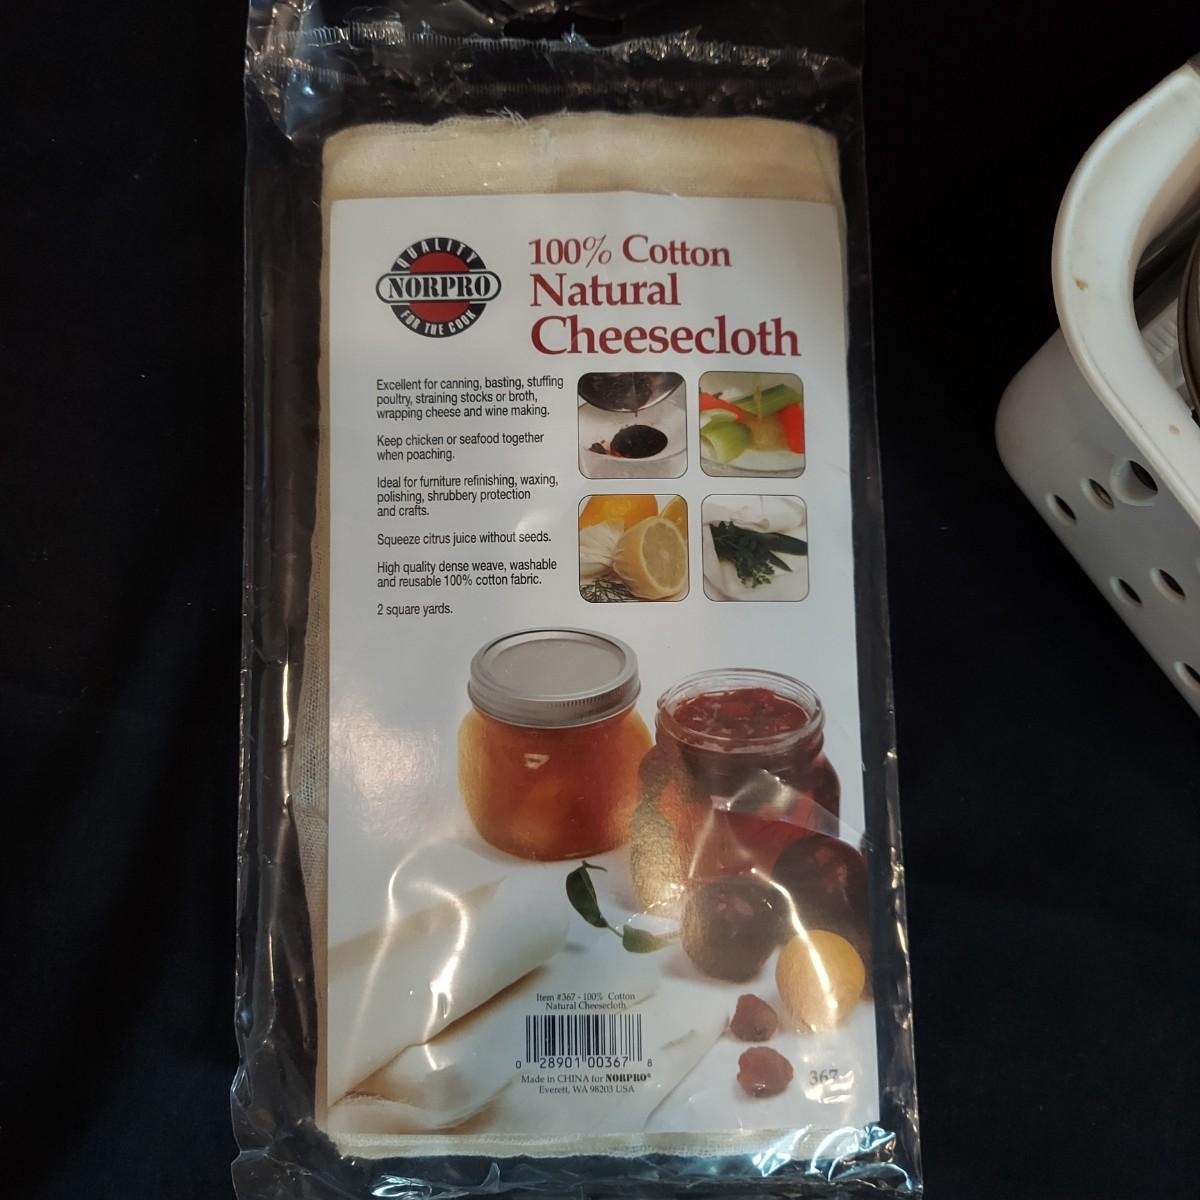 QUALITY
NORPRO
FOR THE COOK
100% Cotton
Natural
Cheesecloth
Excellent for canning, basting, stuffing
poultry, straining stocks or broth,
wrapping cheese and wine making.
Keep chicken or seafood together
when poaching.
Ideal for furniture refinishing, waxing,
polishing, shrubbery protection
and crafts.
Squeeze citrus juice without seeds.
High quality dense weave, washable
and reusable 100% cotton fabric.
2 square yards.
Item #367 - 100% Cotton
Natural Cheesecloth
0 28901 00367 8
Made in CHINA for NORPRO®
Everett, WA 98203 USA
367